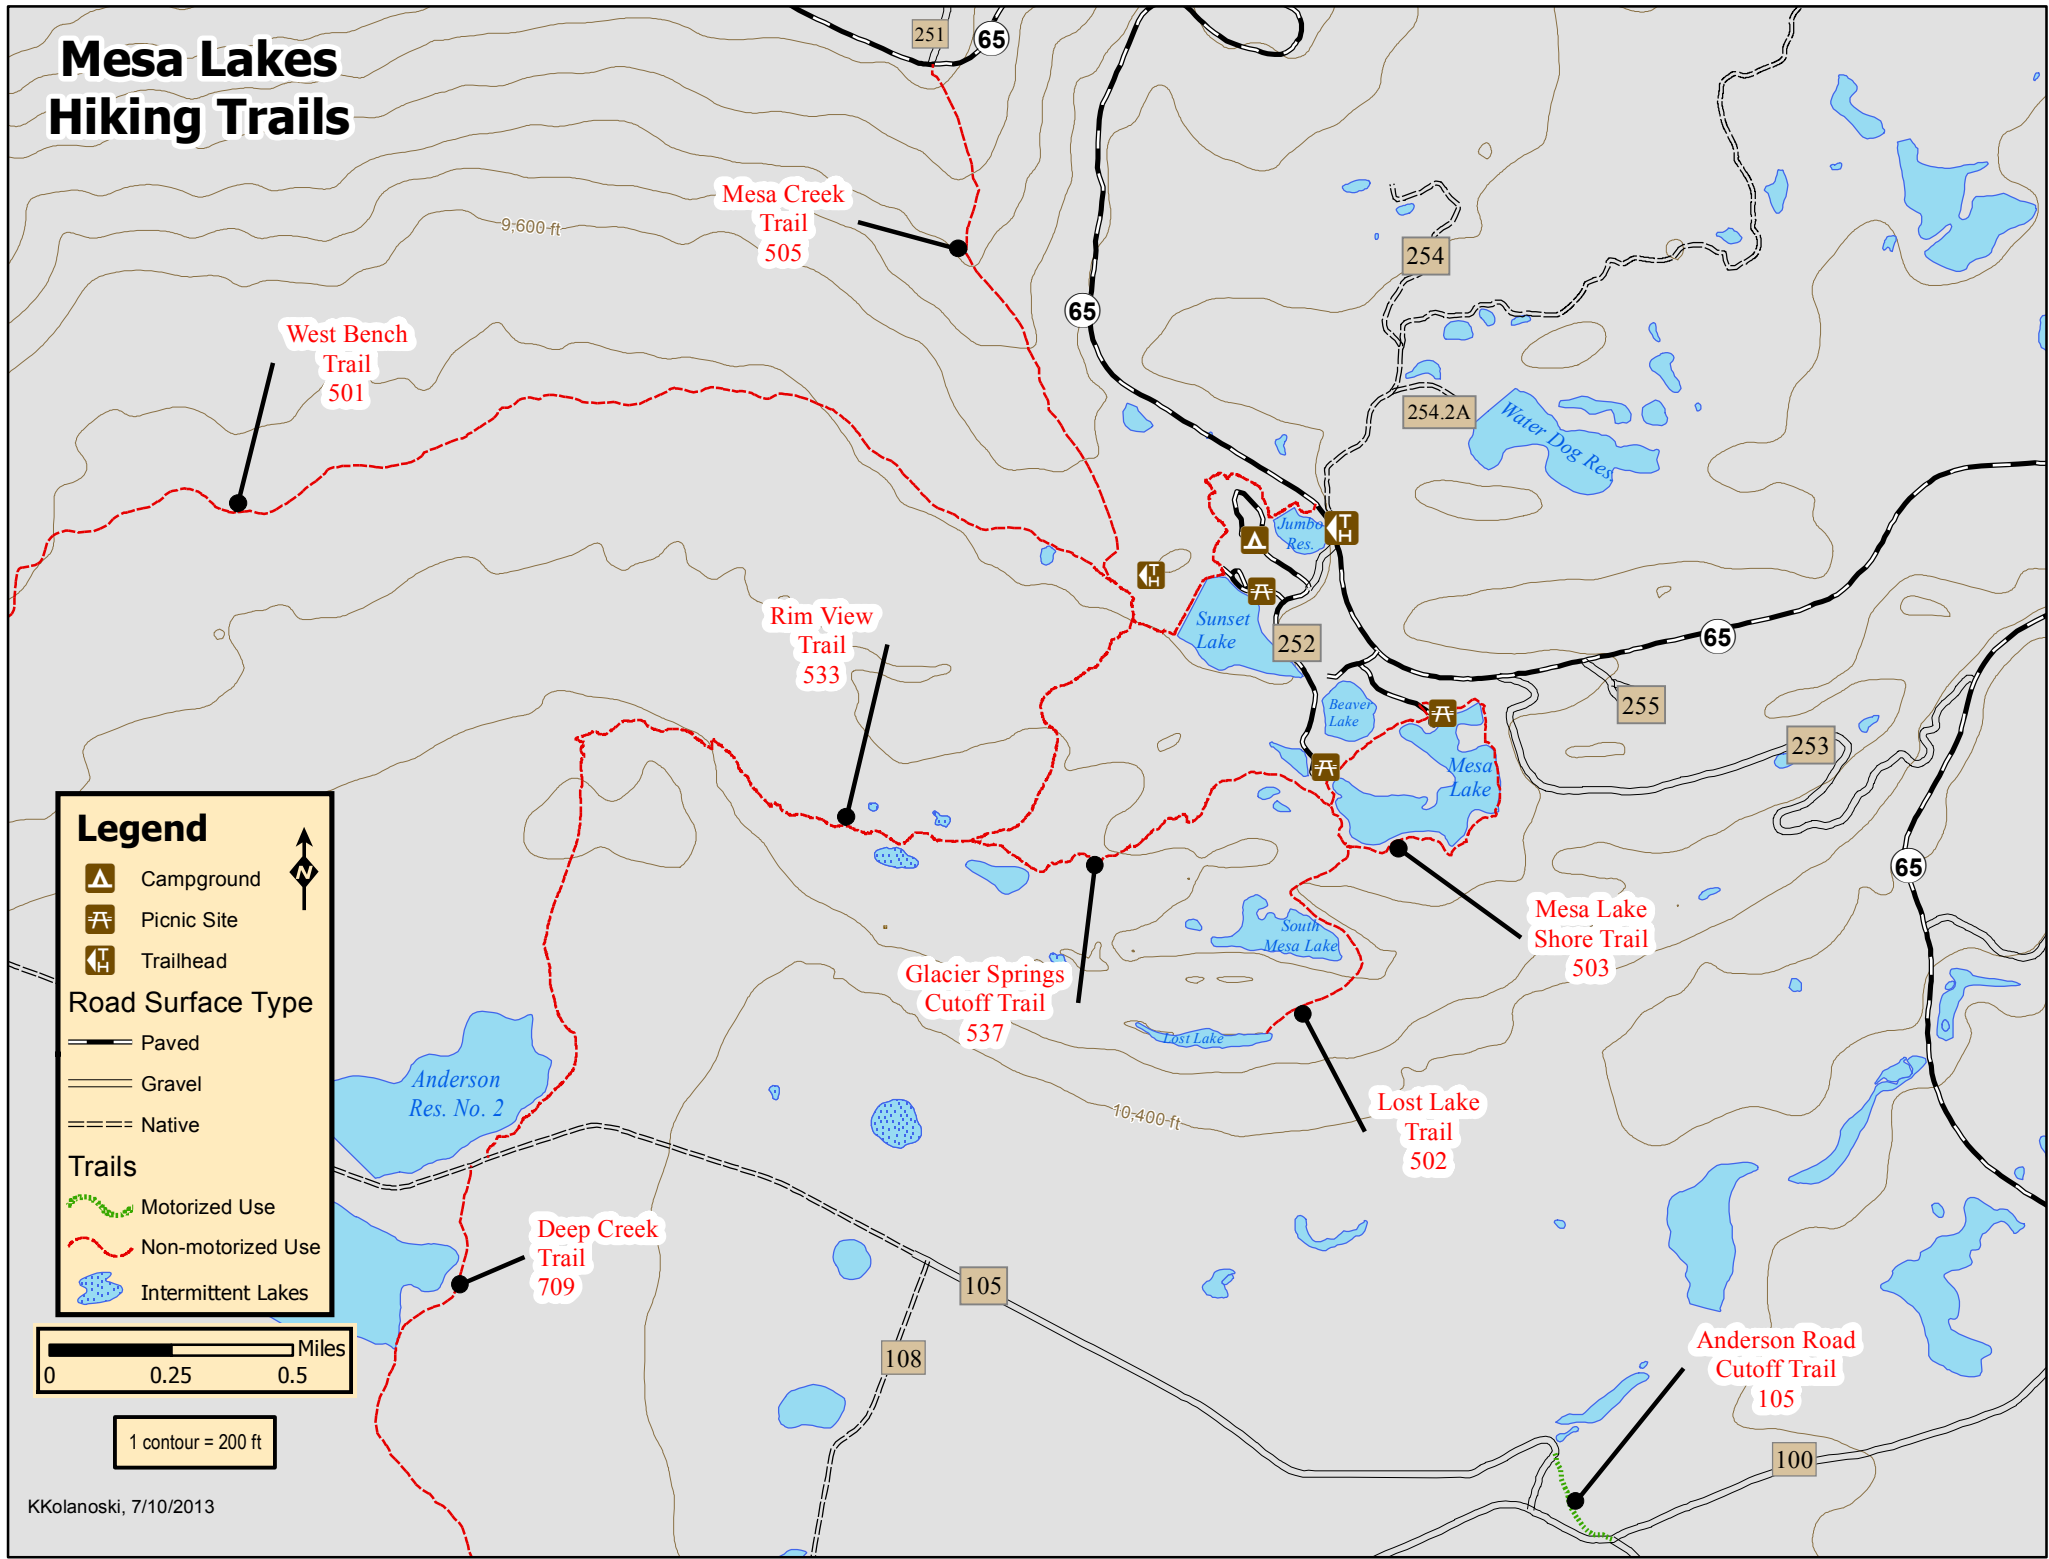 Mesa Lakes
Hiking Trails
251
65
Mesa Creek
Trail
505
9,600 ft
254
65
West Bench
Trail
501
254.2A
Water Dog Res.
Jumbo
Res.
T
H
T
H
Rim View
Trail
533
Sunset
Lake
252
65
255
Beaver
Lake
253
Mesa
Lake
65
Legend
N
Campground
Picnic Site
T
H
Trailhead
Road Surface Type
Paved
Gravel
Native
Trails
Motorized Use
Non-motorized Use
Intermittent Lakes
Mesa Lake
Shore Trail
503
South
Mesa Lake
Glacier Springs
Cutoff Trail
537
Lost Lake
Anderson
Res. No. 2
10,400 ft
Lost Lake
Trail
502
Deep Creek
Trail
709
105
108
Anderson Road
Cutoff Trail
105
100
Miles
0 0.25 0.5
1 contour = 200 ft
KKolanoski, 7/10/2013